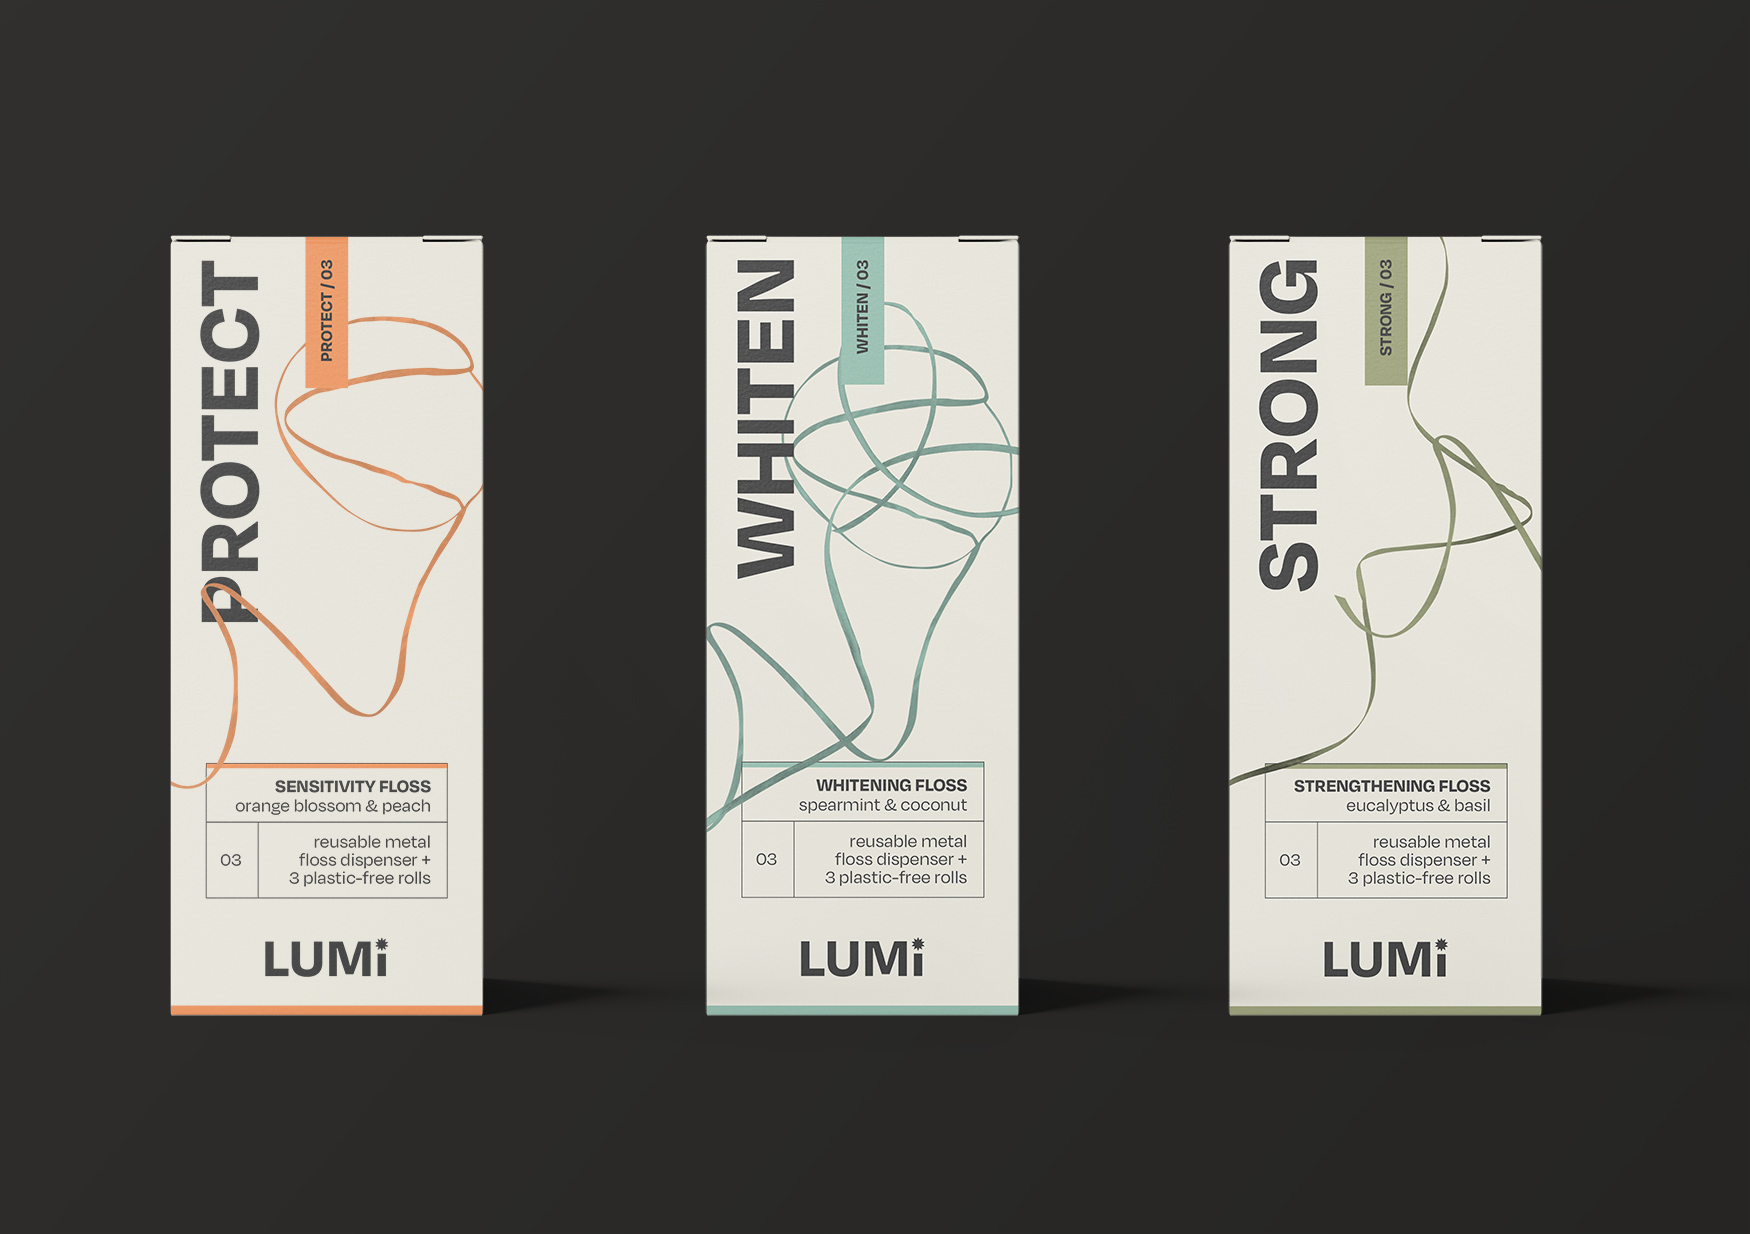 PROTECT
PROTECT / 03
SENSITIVITY FLOSS
orange blossom & peach
03
reusable metal
floss dispenser +
3 plastic-free rolls
LUMi
WHITEN
WHITEN / 03
WHITENING FLOSS
spearmint & coconut
03
reusable metal
floss dispenser +
3 plastic-free rolls
LUMi
STRONG
STRONG / 03
STRENGTHENING FLOSS
eucalyptus & basil
03
reusable metal
floss dispenser +
3 plastic-free rolls
LUMi